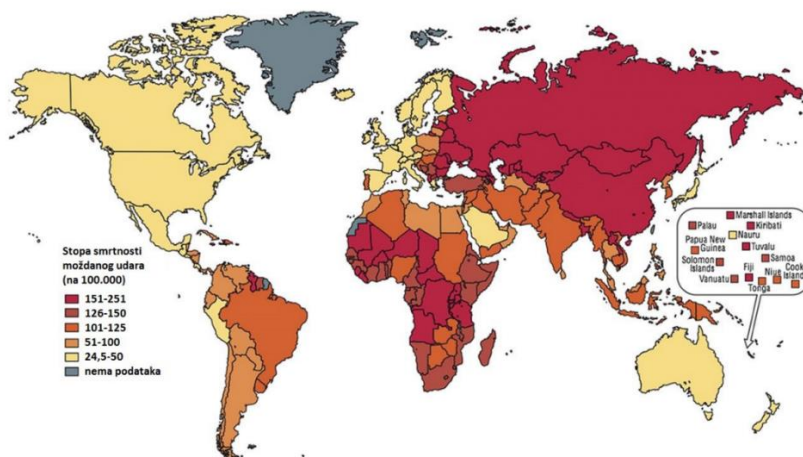 Stopa smrtnosti
moždanog udara
(na 100.000)
151-251
126-150
101-125
51-100
24,5-50
nema podataka
Marshall Islands
Palau
Kiribati
Nauru
Papua New
Guinea
Tuvalu
Solomon
Islands
Samoa
Cook
Island
Vanuatu
Fiji
Niue
Tonga